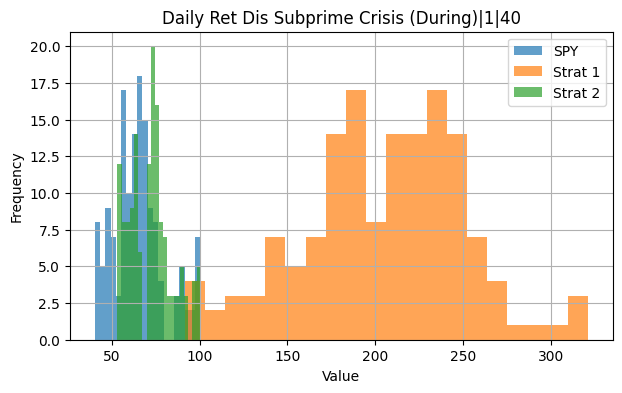 Daily Ret Dis Subprime Crisis (During)|1|40
SPY
Strat 1
Strat 2
Frequency
20.0
17.5
15.0
12.5
10.0
7.5
5.0
2.5
0.0
50 100 150 200 250 300
Value